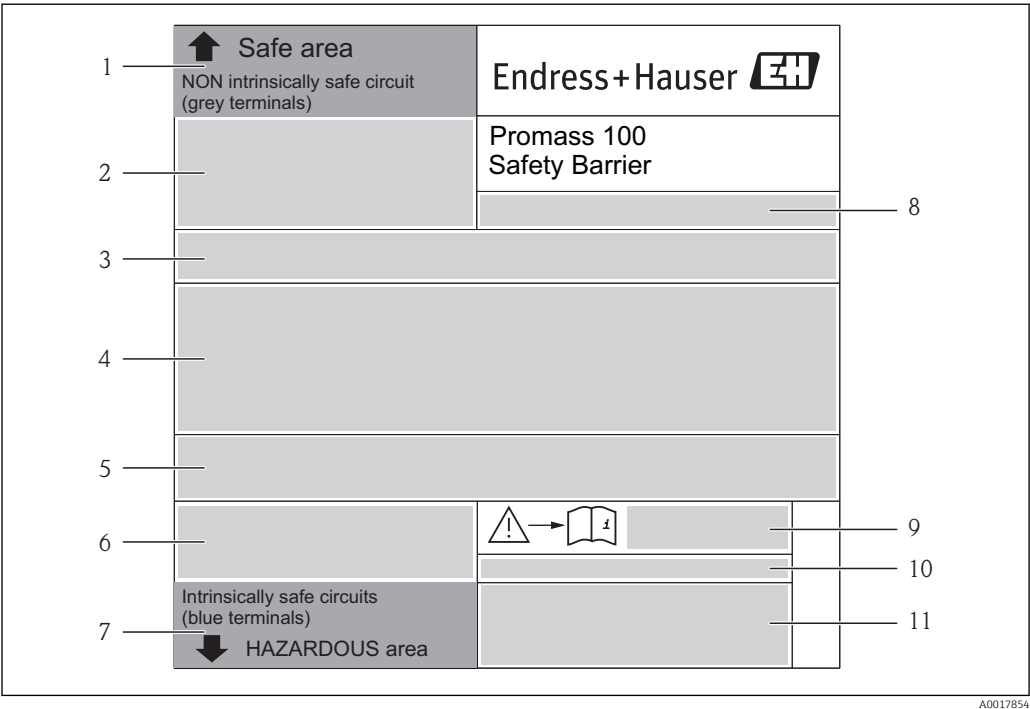 Safe area
NON intrinsically safe circuit
(grey terminals)
Endress+Hauser EH
Promass 100
Safety Barrier
1
2
3
4
5
6
7
8
9
10
11
i
Intrinsically safe circuits
(blue terminals)
HAZARDOUS area
A0017854